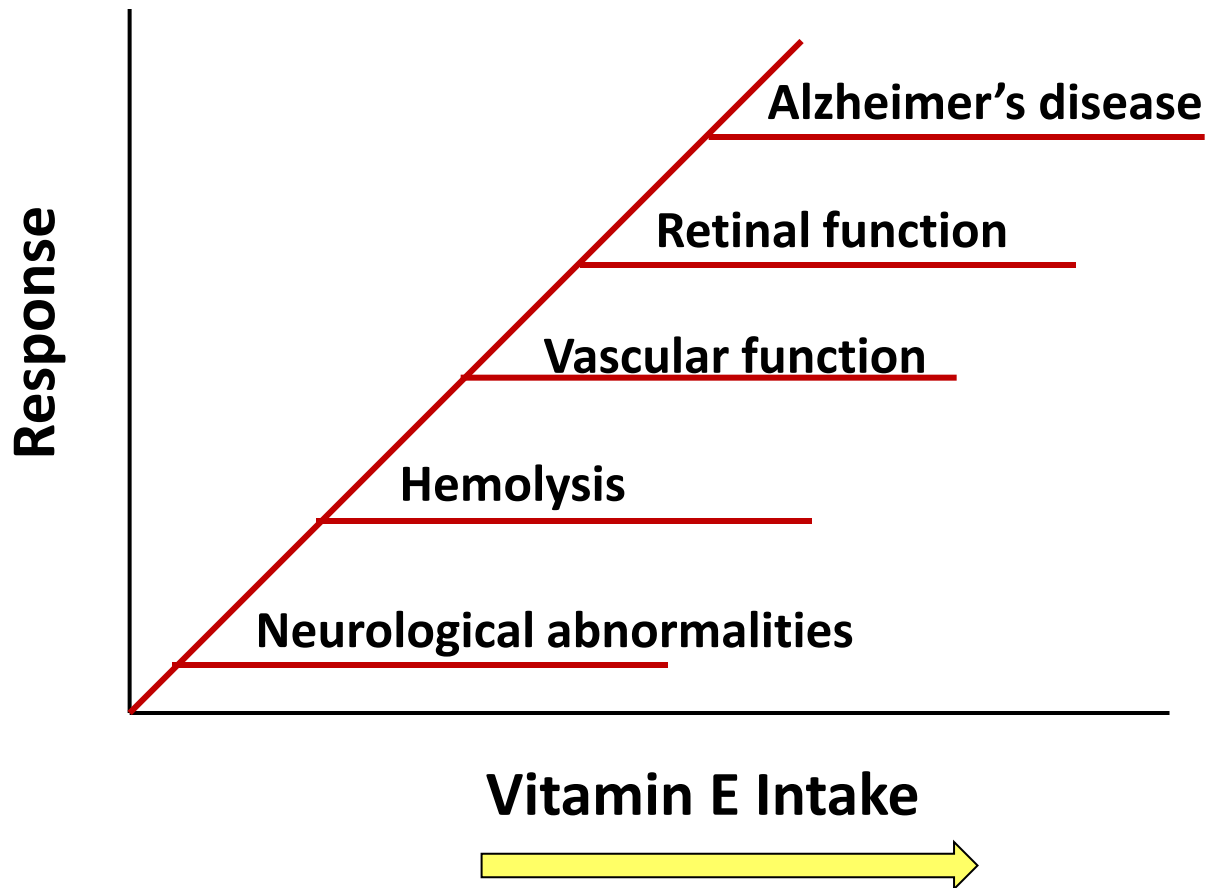 Alzheimer’s disease
Retinal function
Vascular function
Hemolysis
Neurological abnormalities
Response
Vitamin E Intake